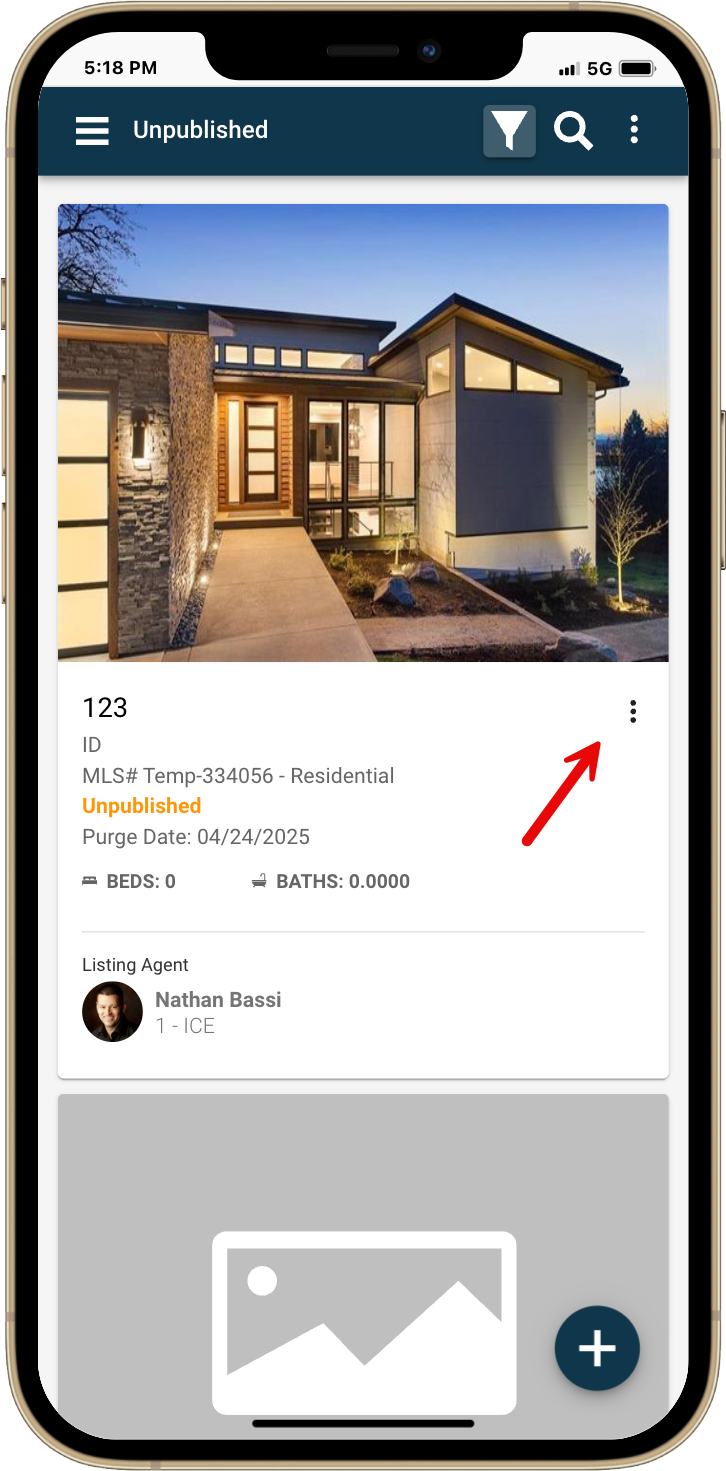 5:18 PM
5G
Unpublished
123
ID
MLS# Temp-334056 - Residential
Unpublished
Purge Date: 04/24/2025
BEDS: 0 BATHS: 0.0000
Listing Agent
Nathan Bassi
1 - ICE